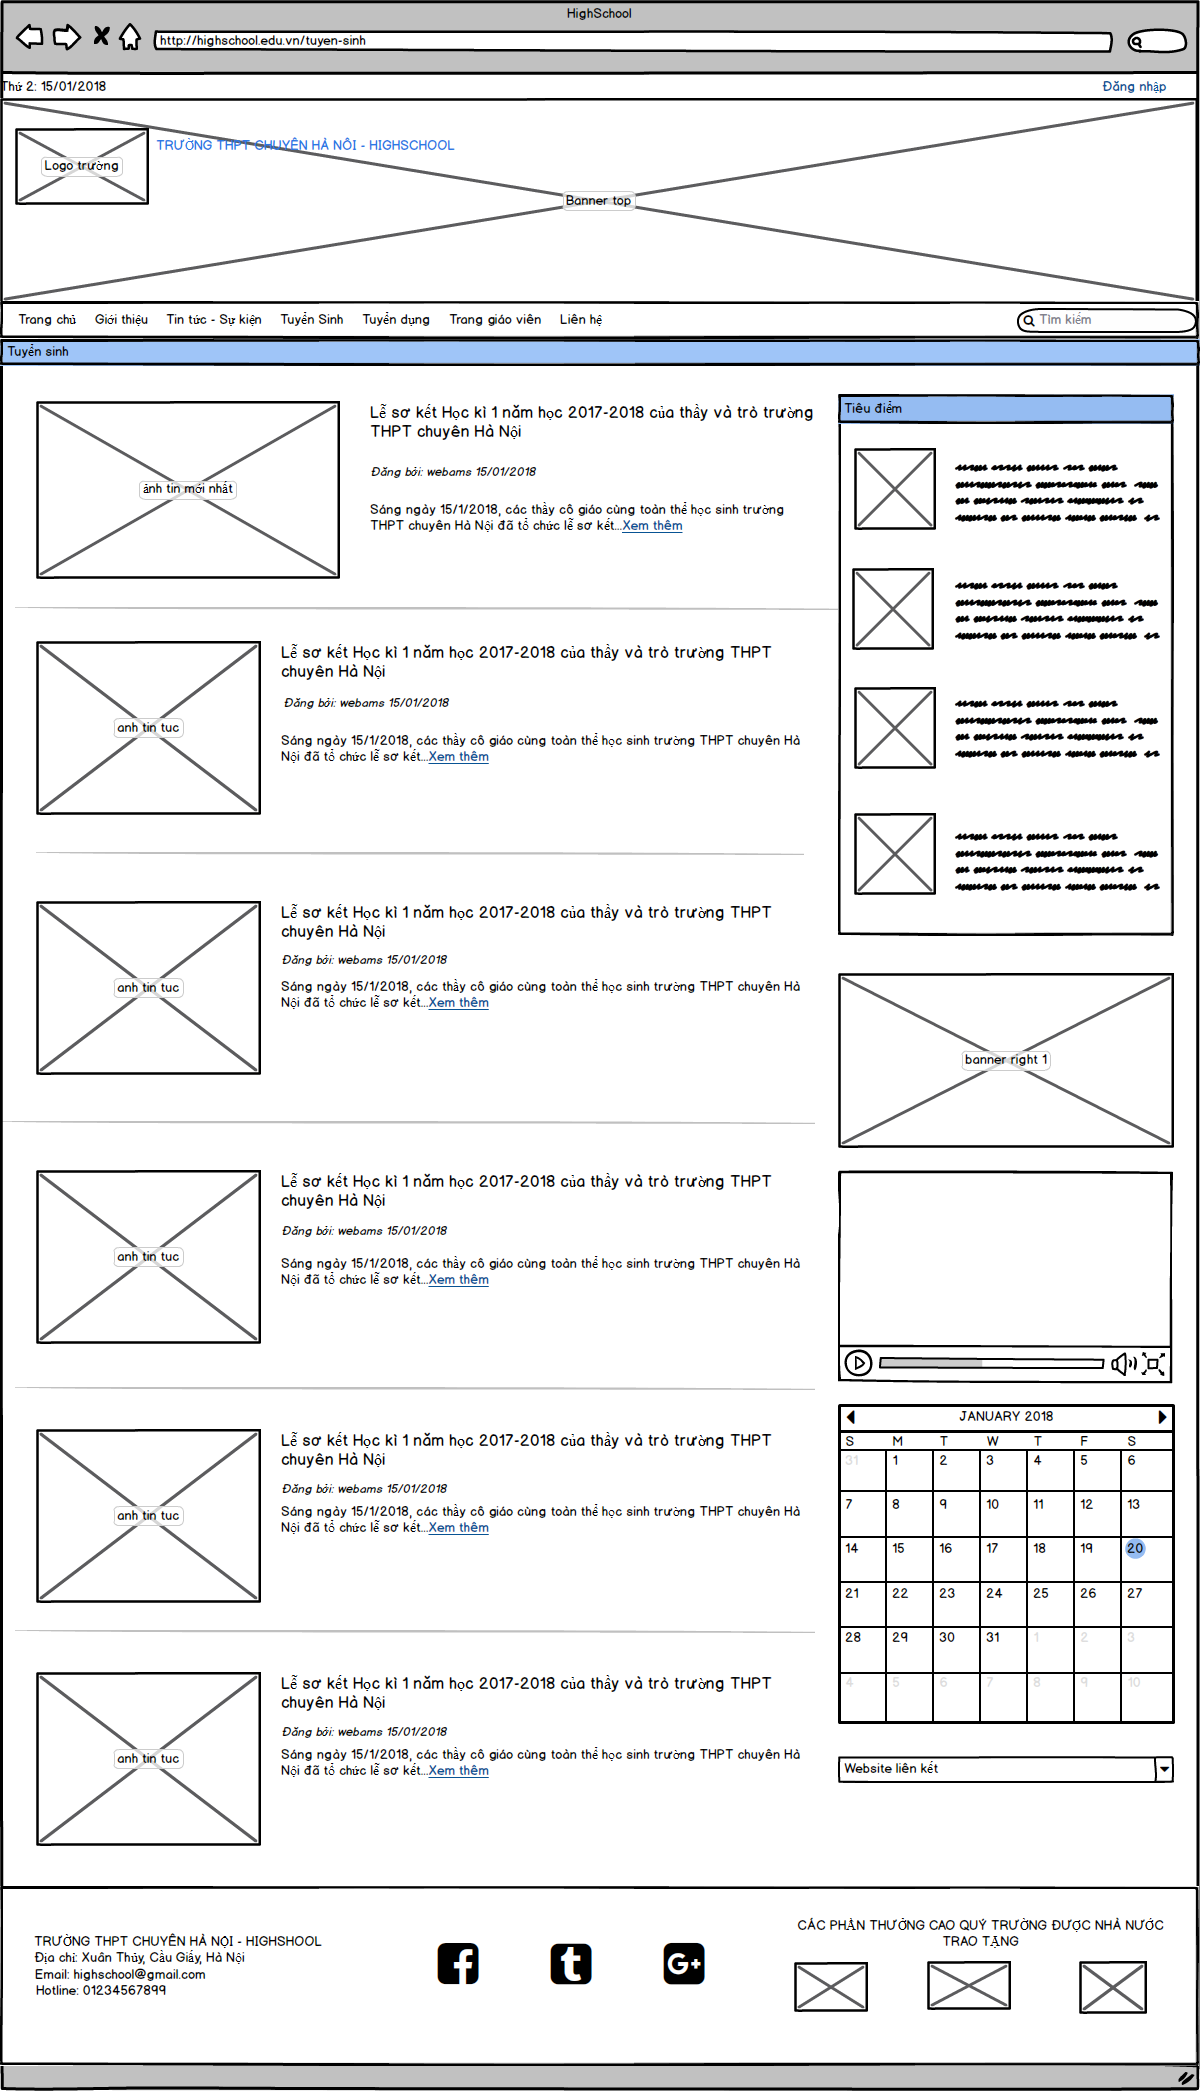 HighSchool
http://highschool.edu.vn/tuyen-sinh
Thứ 2: 15/01/2018
Đăng nhập
Logo trường
TRƯỜNG THPT CHUYÊN HÀ NÔI - HIGHSCHOOL
Banner top
Trang chủ Giới thiệu Tin tức - Sự kiện Tuyển Sinh Tuyển dụng Trang giáo viên Liên hệ
Tìm kiếm
Tuyển sinh
ảnh tin mới nhất
Lễ sơ kết Học kì 1 năm học 2017-2018 của thầy và trò trường
THPT chuyên Hà Nội
Đăng bởi: webams 15/01/2018
Sáng ngày 15/1/2018, các thầy cô giáo cùng toàn thể học sinh trường
THPT chuyên Hà Nội đã tổ chức lễ sơ kết...Xem thêm
anh tin tuc
Lễ sơ kết Học kì 1 năm học 2017-2018 của thầy và trò trường THPT
chuyên Hà Nội
Đăng bởi: webams 15/01/2018
Sáng ngày 15/1/2018, các thầy cô giáo cùng toàn thể học sinh trường THPT chuyên Hà
Nội đã tổ chức lễ sơ kết...Xem thêm
anh tin tuc
Lễ sơ kết Học kì 1 năm học 2017-2018 của thầy và trò trường THPT
chuyên Hà Nội
Đăng bởi: webams 15/01/2018
Sáng ngày 15/1/2018, các thầy cô giáo cùng toàn thể học sinh trường THPT chuyên Hà
Nội đã tổ chức lễ sơ kết...Xem thêm
anh tin tuc
Lễ sơ kết Học kì 1 năm học 2017-2018 của thầy và trò trường THPT
chuyên Hà Nội
Đăng bởi: webams 15/01/2018
Sáng ngày 15/1/2018, các thầy cô giáo cùng toàn thể học sinh trường THPT chuyên Hà
Nội đã tổ chức lễ sơ kết...Xem thêm
anh tin tuc
Lễ sơ kết Học kì 1 năm học 2017-2018 của thầy và trò trường THPT
chuyên Hà Nội
Đăng bởi: webams 15/01/2018
Sáng ngày 15/1/2018, các thầy cô giáo cùng toàn thể học sinh trường THPT chuyên Hà
Nội đã tổ chức lễ sơ kết...Xem thêm
anh tin tuc
Lễ sơ kết Học kì 1 năm học 2017-2018 của thầy và trò trường THPT
chuyên Hà Nội
Đăng bởi: webams 15/01/2018
Sáng ngày 15/1/2018, các thầy cô giáo cùng toàn thể học sinh trường THPT chuyên Hà
Nội đã tổ chức lễ sơ kết...Xem thêm
Tiêu điểm
banner right 1
JANUARY 2018
S M T W T F S
31 1 2 3 4 5 6
7 8 9 10 11 12 13
14 15 16 17 18 19 20
21 22 23 24 25 26 27
28 29 30 31 1 2 3
4 5 6 7 8 9 10
Website liên kết
TRƯỜNG THPT CHUYÊN HÀ NỘI - HIGHSHOOL
Địa chỉ: Xuân Thủy, Cầu Giấy, Hà Nội
Email: highschool@gmail.com
Hotline: 01234567899
f
t
G+
CÁC PHẦN THƯỞNG CAO QUÝ TRƯỜNG ĐƯỢC NHÀ NƯỚC
TRAO TẶNG